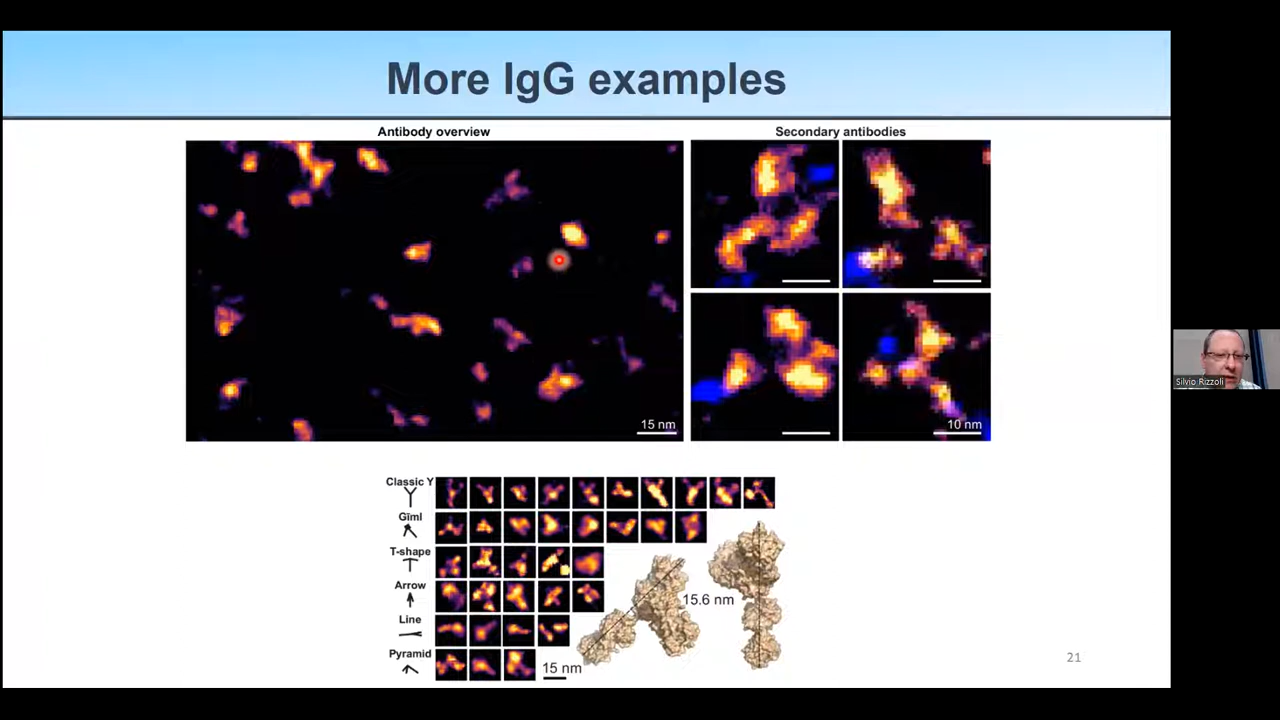 More IgG examples
Antibody overview
Secondary antibodies
15 nm
10 nm
Classic Y
Giml
T-shape
Arrow
Line
Pyramid
15 nm
15.6 nm
21
Silvio Rizzoli